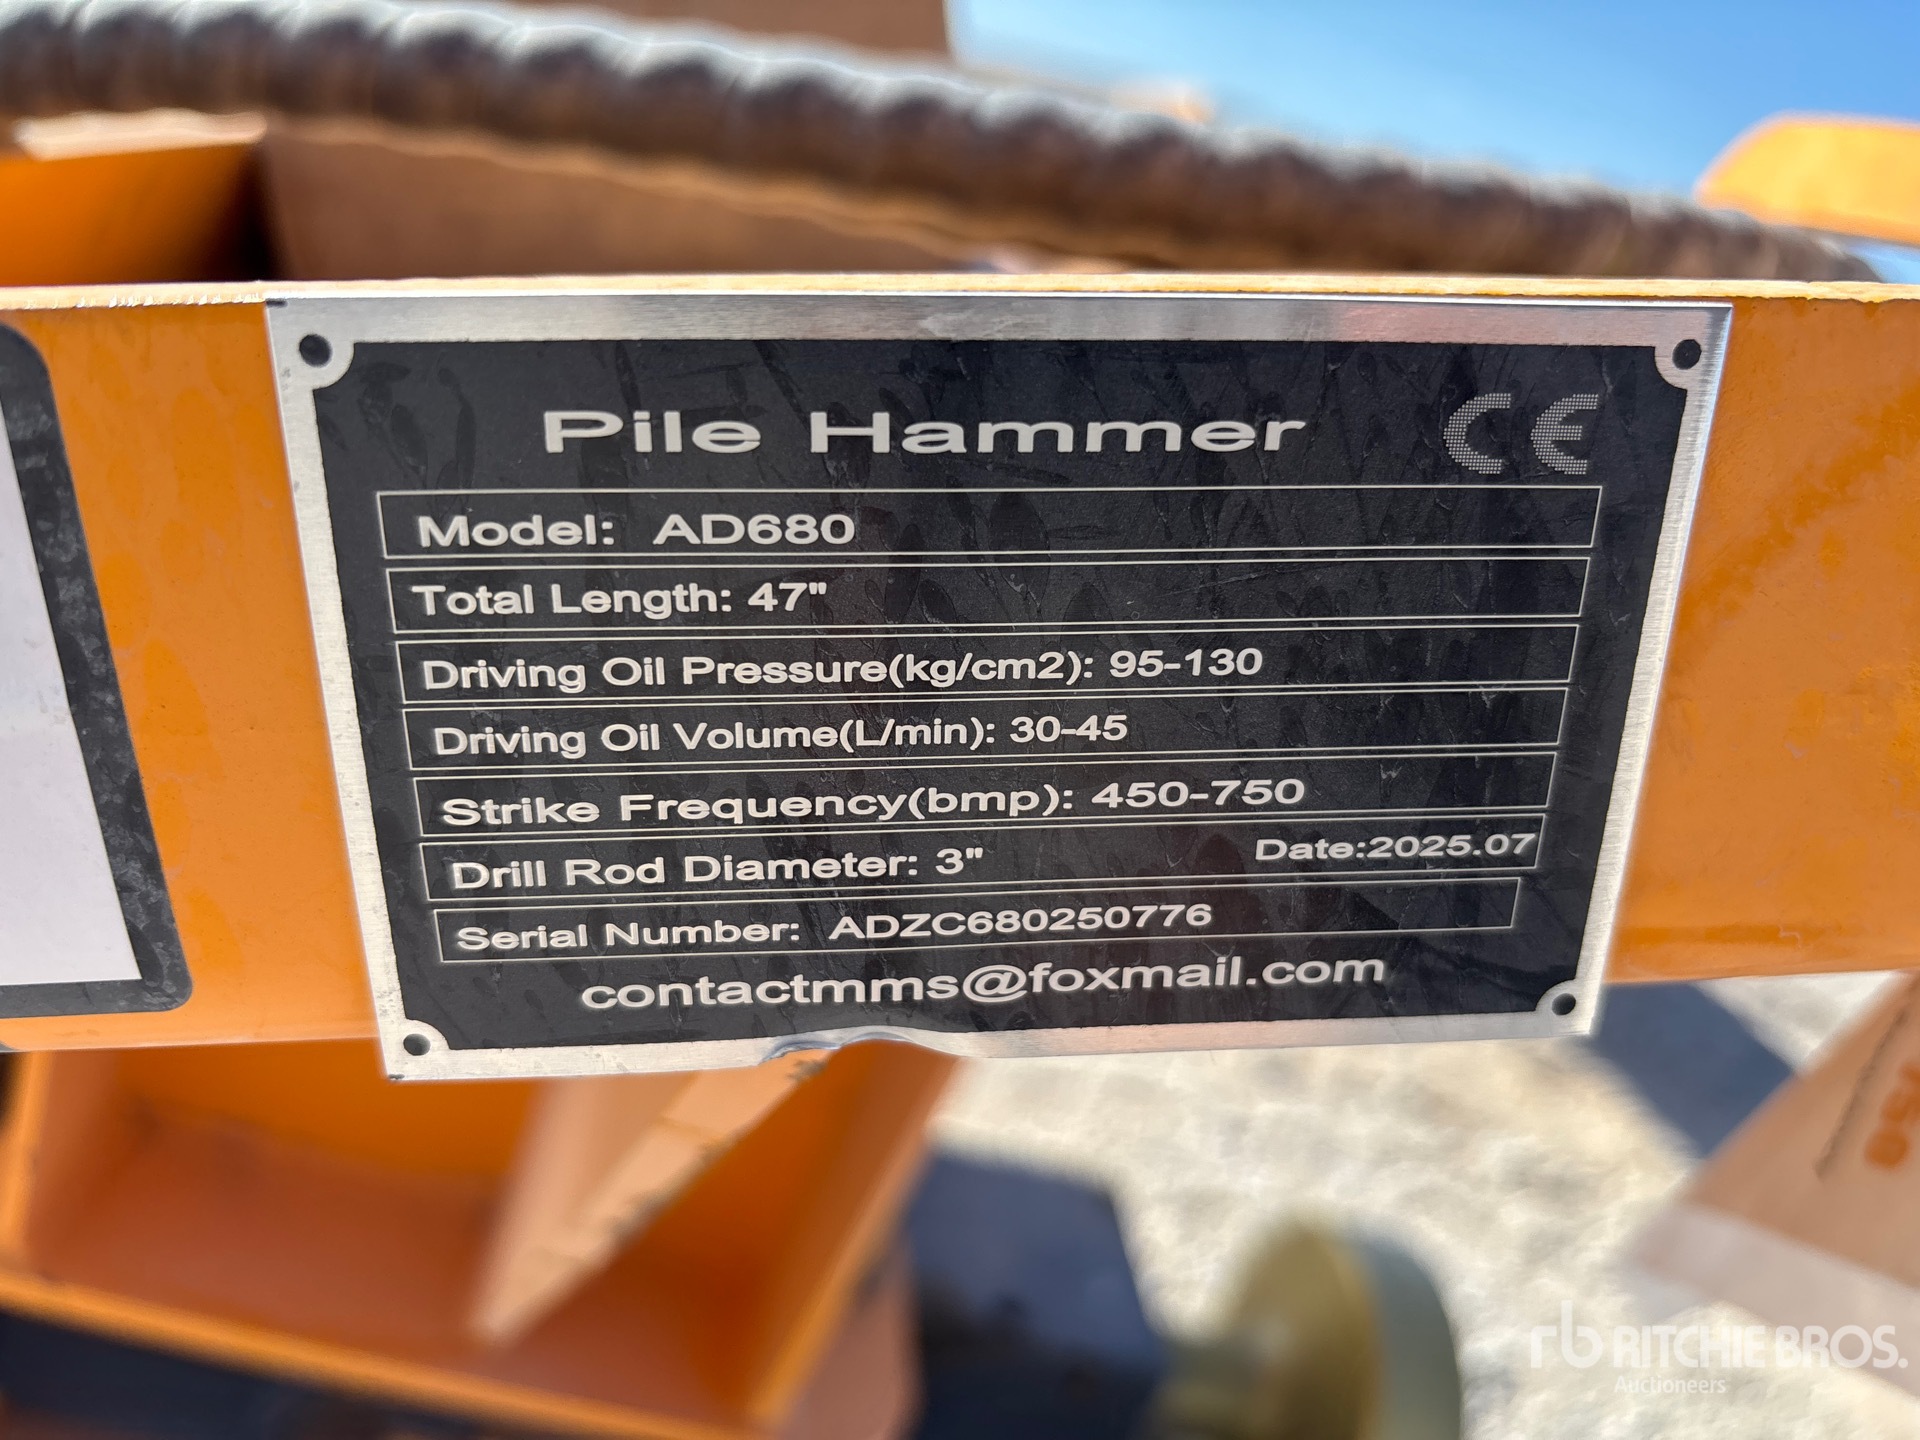 Pile Hammer CE
Model: AD680
Total Length: 47"
Driving Oil Pressure(kg/cm2): 95-130
Driving Oil Volume(L/min): 30-45
Strike Frequency(bmp): 450-750
Drill Rod Diameter: 3" Date:2025.07
Serial Number: ADZC680250776
contactmms@foxmail.com
rb RITCHIE BROS.
Auctioneers